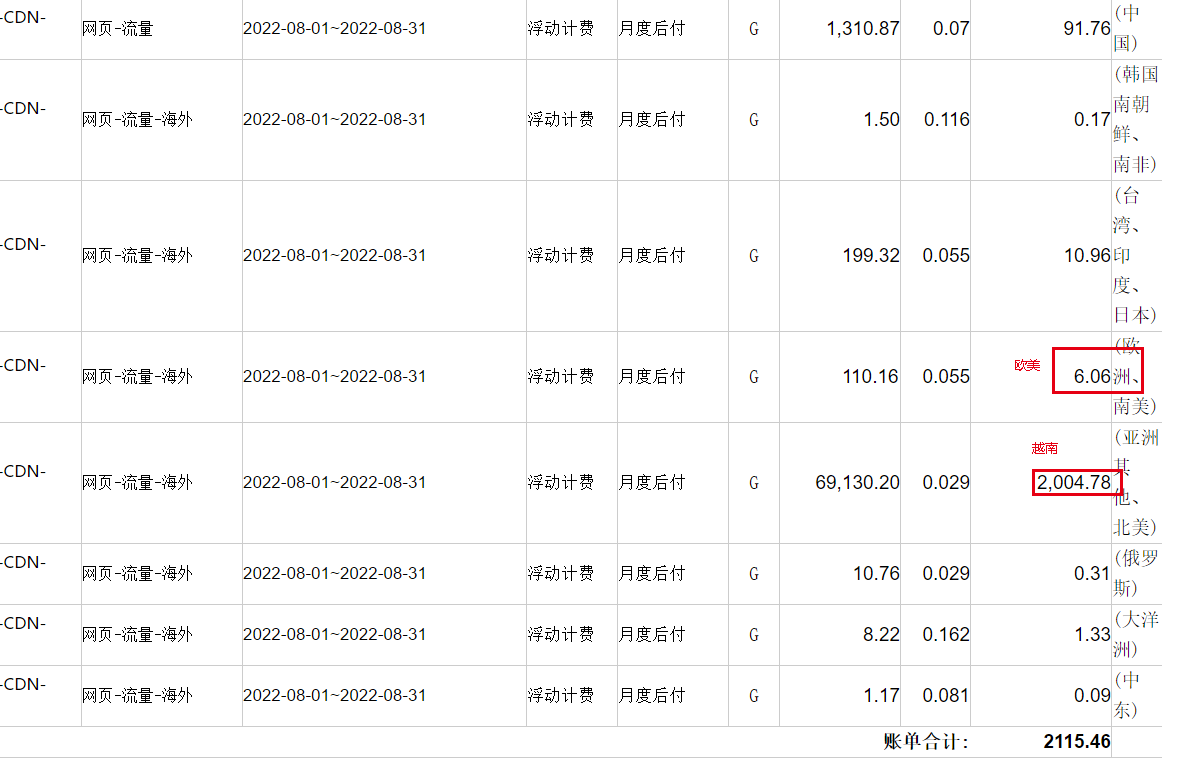 -CDN- 网页-流量 2022-08-01~2022-08-31 浮动计费 月度后付 G 1,310.87 0.07 91.76 (中
国)
-CDN- 网页-流量-海外 2022-08-01~2022-08-31 浮动计费 月度后付 G 1.50 0.116 0.17 (韩国
南朝
鲜、
南非)
-CDN- 网页-流量-海外 2022-08-01~2022-08-31 浮动计费 月度后付 G 199.32 0.055 10.96 (台
湾、
印
度、
日本)
-CDN- 网页-流量-海外 2022-08-01~2022-08-31 浮动计费 月度后付 G 110.16 0.055 欧美 6.06 (欧
洲、
南美)
越南
-CDN- 网页-流量-海外 2022-08-01~2022-08-31 浮动计费 月度后付 G 69,130.20 0.029 2,004.78 (亚洲
其
他、
北美)
-CDN- 网页-流量-海外 2022-08-01~2022-08-31 浮动计费 月度后付 G 10.76 0.029 0.31 (俄罗
斯)
-CDN- 网页-流量-海外 2022-08-01~2022-08-31 浮动计费 月度后付 G 8.22 0.162 1.33 (大洋
洲)
-CDN- 网页-流量-海外 2022-08-01~2022-08-31 浮动计费 月度后付 G 1.17 0.081 0.09 (中
东)
账单合计: 2115.46